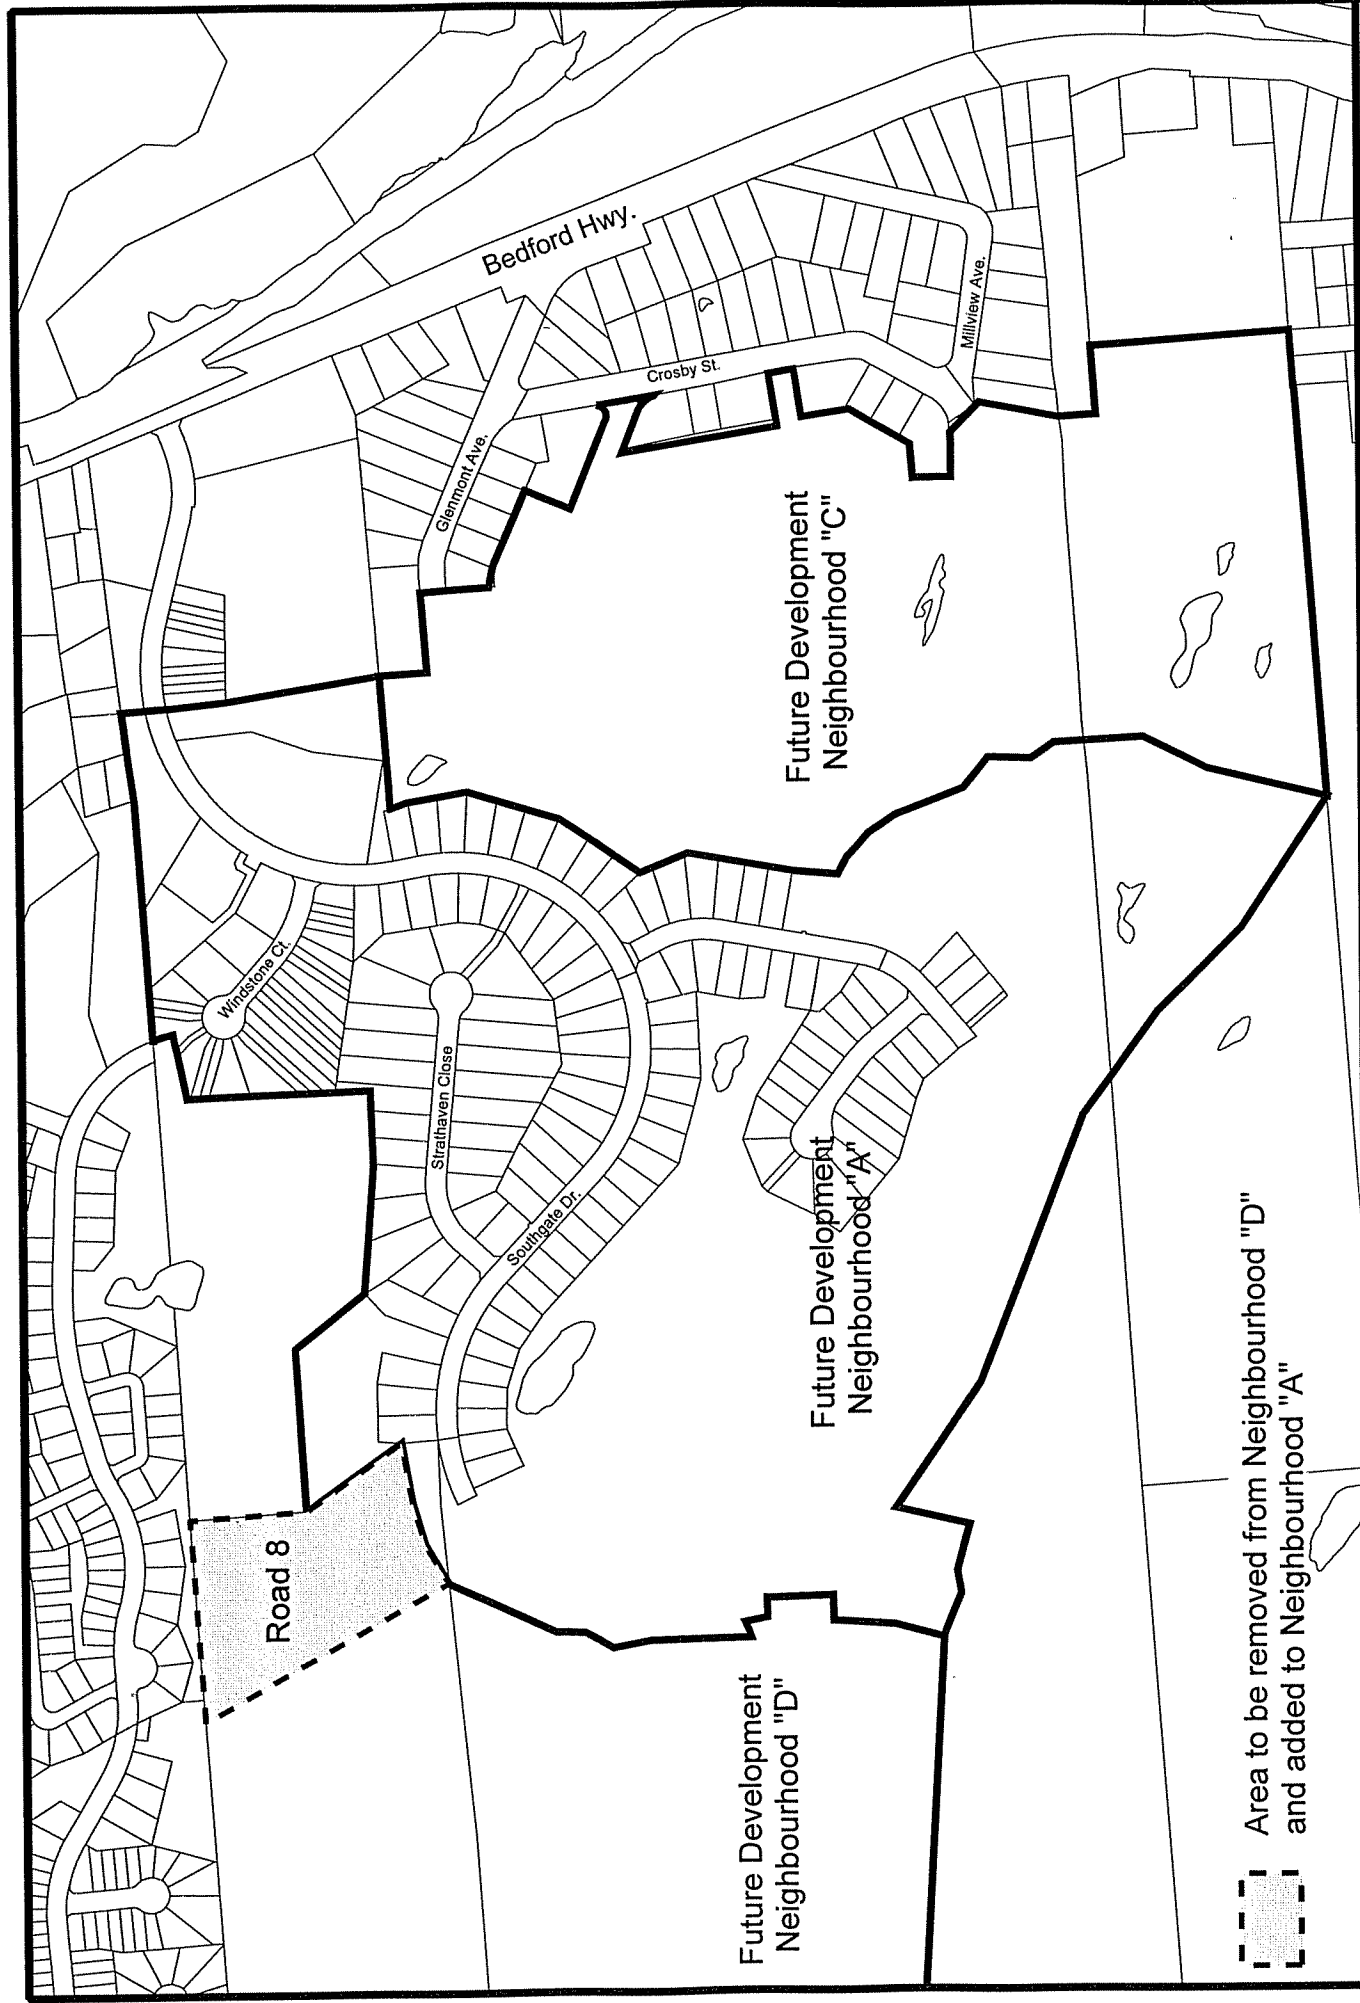 Bedford Hwy.
Millview Ave.
Crosby St.
Glenmont Ave.
Future Development
Neighbourhood "C"
Windstone Ct.
Strathaven Close
Southgate Dr.
Future Development
Neighbourhood "A"
Road 8
Future Development
Neighbourhood "D"
Area to be removed from Neighbourhood "D"
and added to Neighbourhood "A"